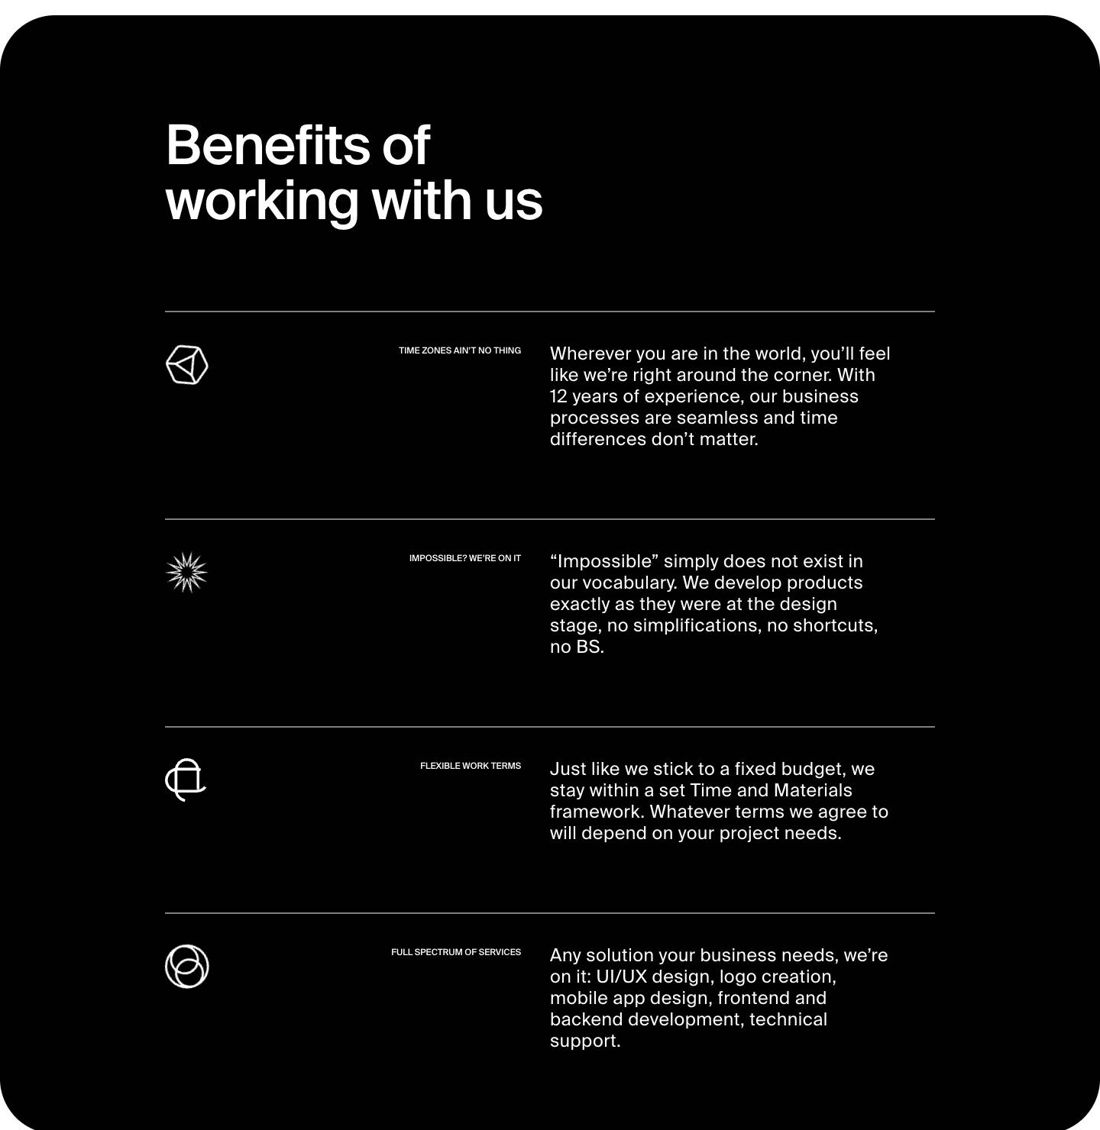 Benefits of
working with us
TIME ZONES AIN'T NO THING
Wherever you are in the world, you’ll feel
like we’re right around the corner. With
12 years of experience, our business
processes are seamless and time
differences don’t matter.
IMPOSSIBLE? WE'RE ON IT
“Impossible” simply does not exist in
our vocabulary. We develop products
exactly as they were at the design
stage, no simplifications, no shortcuts,
no BS.
FLEXIBLE WORK TERMS
Just like we stick to a fixed budget, we
stay within a set Time and Materials
framework. Whatever terms we agree to
will depend on your project needs.
FULL SPECTRUM OF SERVICES
Any solution your business needs, we’re
on it: UI/UX design, logo creation,
mobile app design, frontend and
backend development, technical
support.